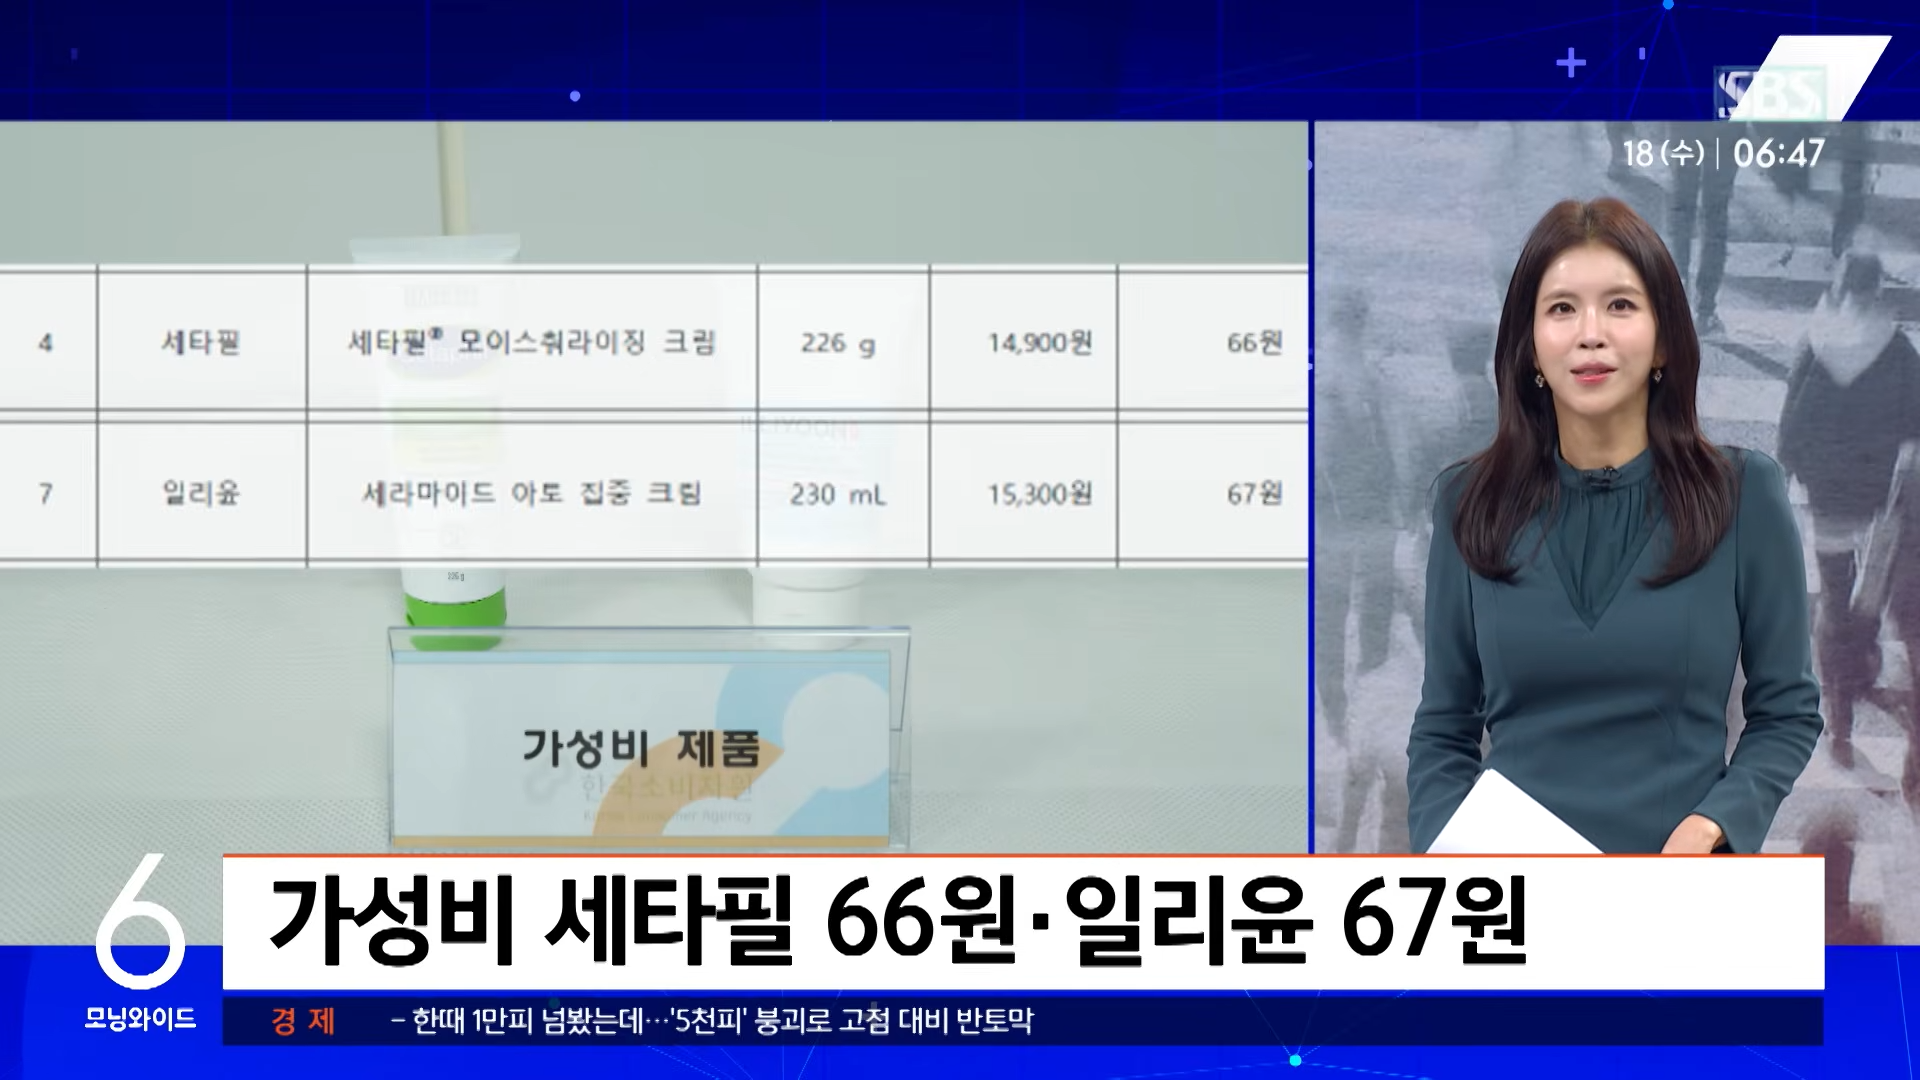 SBS
18(수) | 06:47
4 세타필 세타필® 모이스춰라이징 크림 226 g 14,900원 66원
7 일리윤 세라마이드 아토 집중 크림 230 mL 15,300원 67원
226 g
가성비 제품
한국소비자원
Korea Consumer Agency
가성비 세타필 66원·일리윤 67원
6
모닝와이드
경제 - 한때 1만피 넘봤는데…'5천피' 붕괴로 고점 대비 반토막